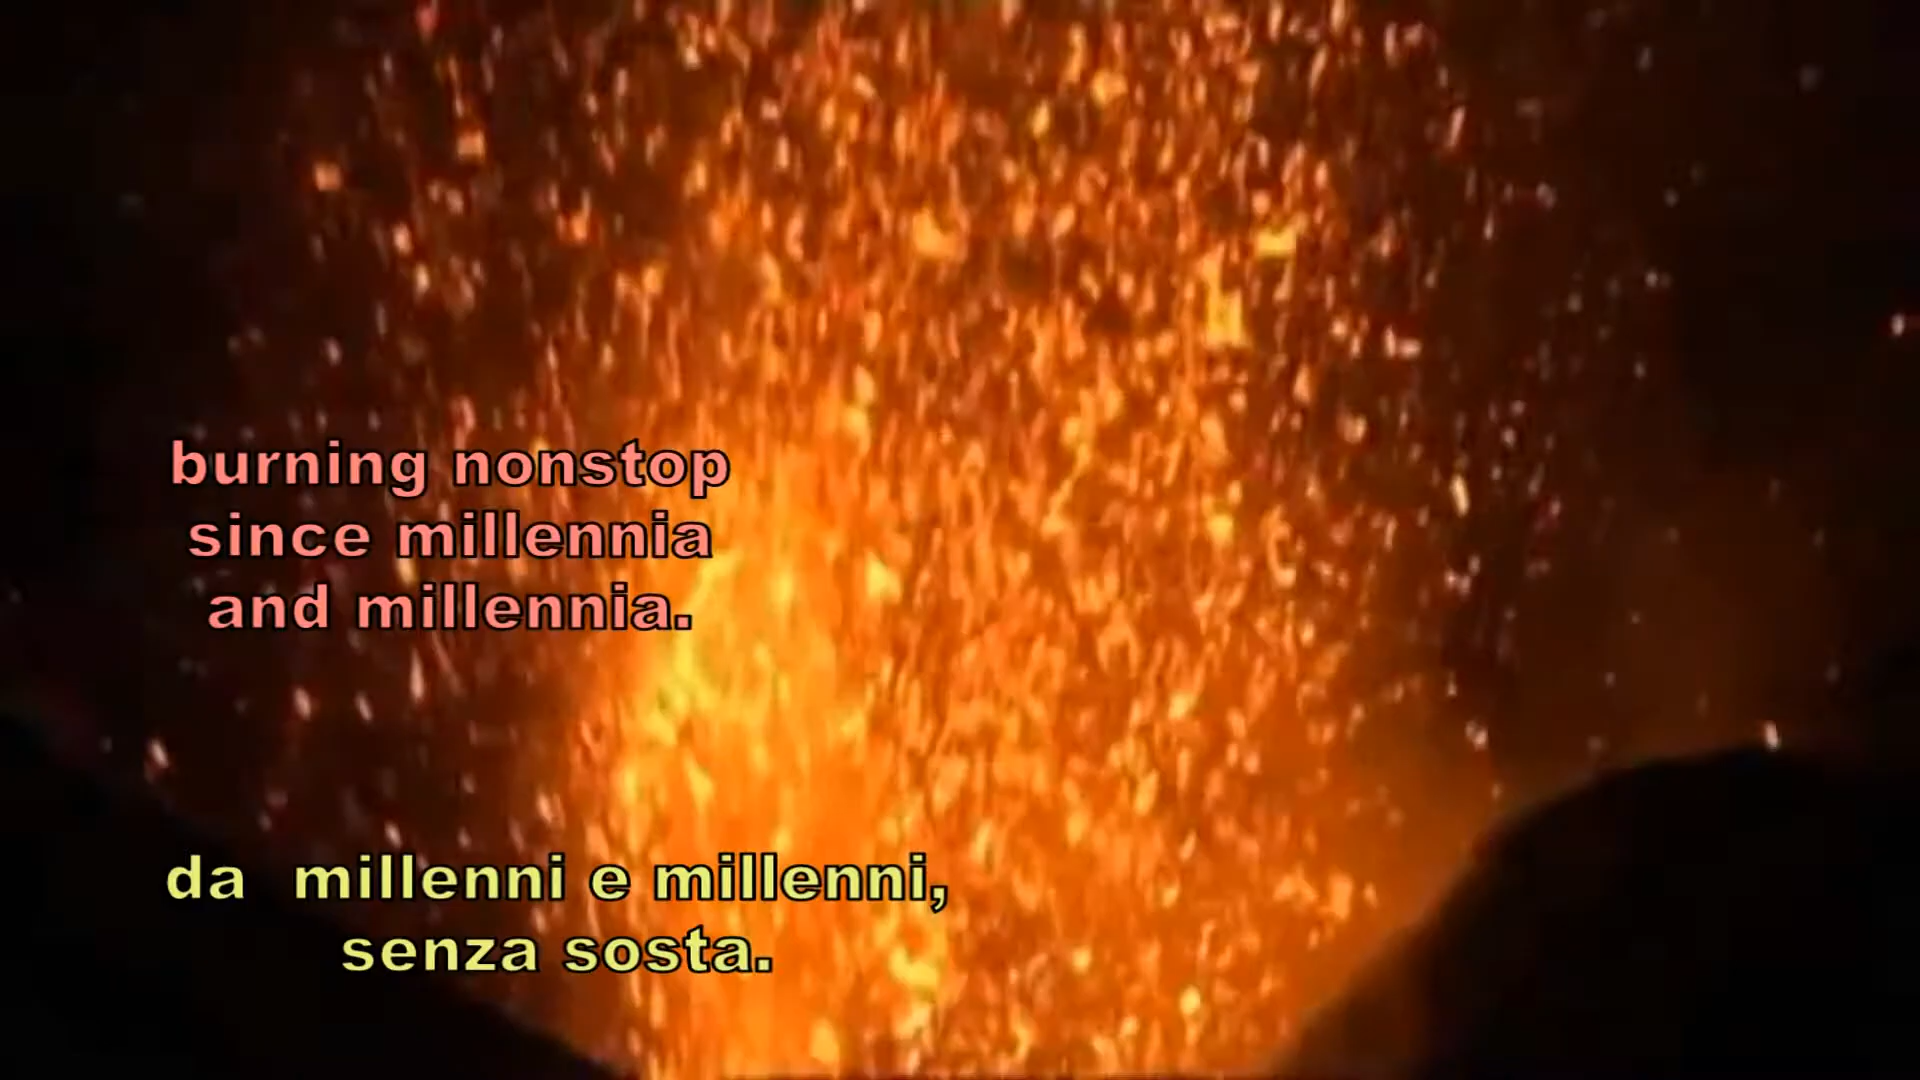 burning nonstop
since millennia
and millennia.
da  millenni e millenni,
senza sosta.